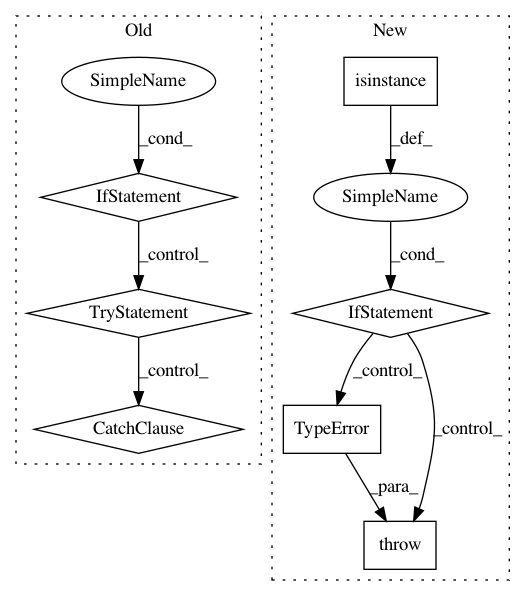 Old
SimpleName
_cond_
IfStatement
_control_
TryStatement
_control_
CatchClause
New
isinstance
_def_
SimpleName
_cond_
IfStatement
_control_
_control_
TypeError
_para_
throw